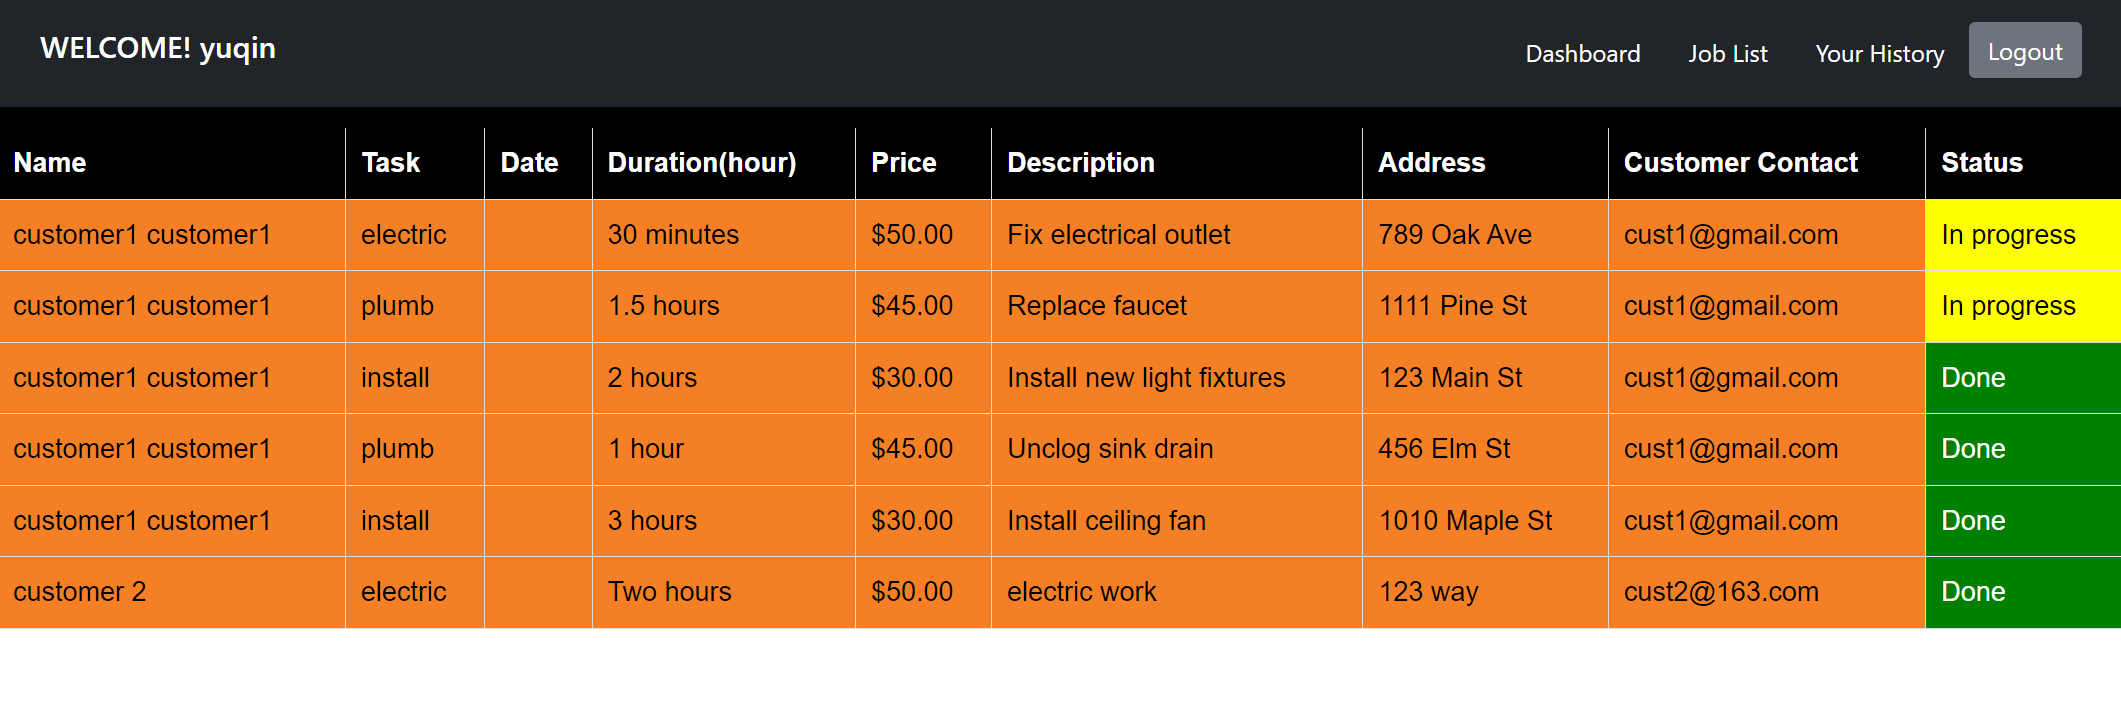 WELCOME! yuqin Dashboard Job List Your History Logout
Name Task Date Duration(hour) Price Description Address Customer Contact Status
customer1 customer1 electric 30 minutes $50.00 Fix electrical outlet 789 Oak Ave cust1@gmail.com In progress
customer1 customer1 plumb 1.5 hours $45.00 Replace faucet 1111 Pine St cust1@gmail.com In progress
customer1 customer1 install 2 hours $30.00 Install new light fixtures 123 Main St cust1@gmail.com Done
customer1 customer1 plumb 1 hour $45.00 Unclog sink drain 456 Elm St cust1@gmail.com Done
customer1 customer1 install 3 hours $30.00 Install ceiling fan 1010 Maple St cust1@gmail.com Done
customer 2 electric Two hours $50.00 electric work 123 way cust2@163.com Done